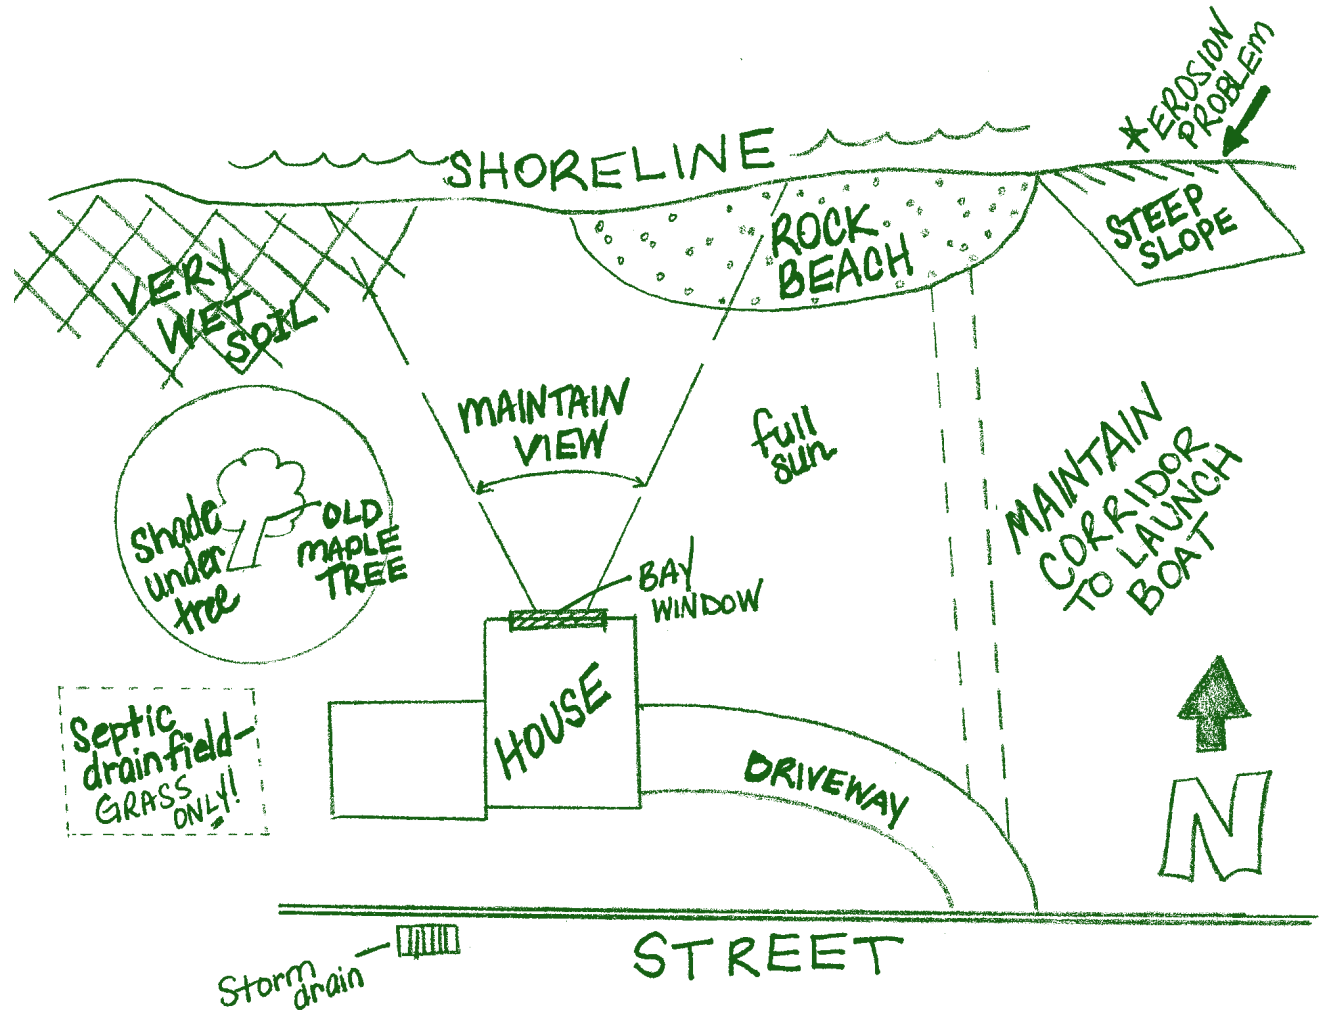 * EROSION
PROBLEM
SHORELINE
ROCK
BEACH
STEEP
SLOPE
VERY
WET
SOIL
MAINTAIN
VIEW
full
sun
MAINTAIN
CORRIDOR
TO LAUNCH
BOAT
shade
under
tree
OLD
MAPLE
TREE
BAY
WINDOW
HOUSE
Septic
drainfield-
GRASS
ONLY!
DRIVEWAY
N
STREET
Storm
drain